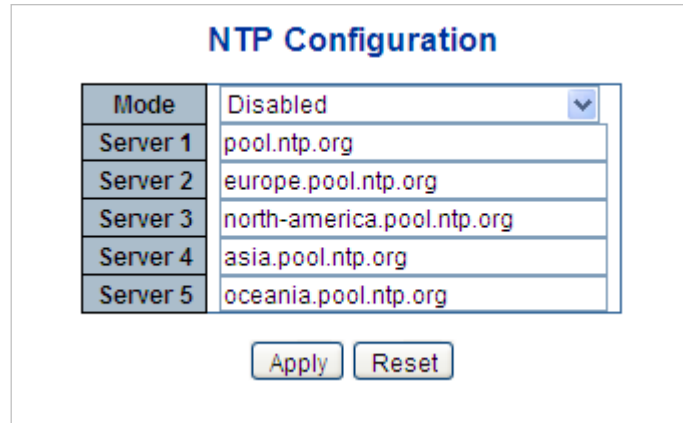 NTP Configuration
Mode Disabled
Server 1 pool.ntp.org
Server 2 europe.pool.ntp.org
Server 3 north-america.pool.ntp.org
Server 4 asia.pool.ntp.org
Server 5 oceania.pool.ntp.org
Apply Reset